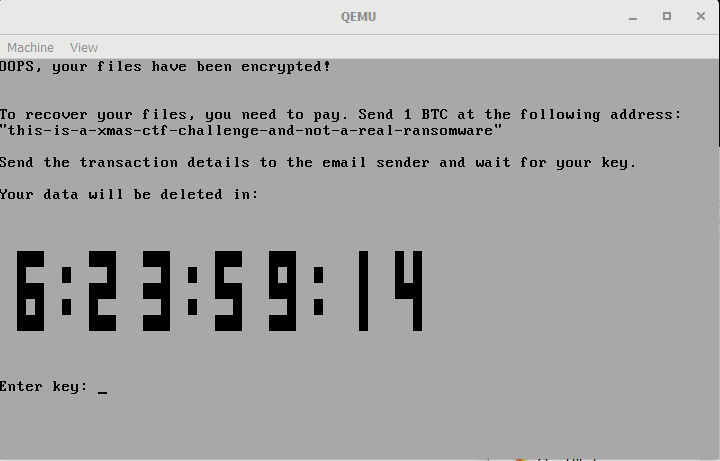 QEMU
Machine View
OOPS, your files have been encrypted!
To recover your files, you need to pay. Send 1 BTC at the following address:
"this-is-a-xmas-ctf-challenge-and-not-a-real-ransomware"
Send the transaction details to the email sender and wait for your key.
Your data will be deleted in:
6:23:59:14
Enter key: _